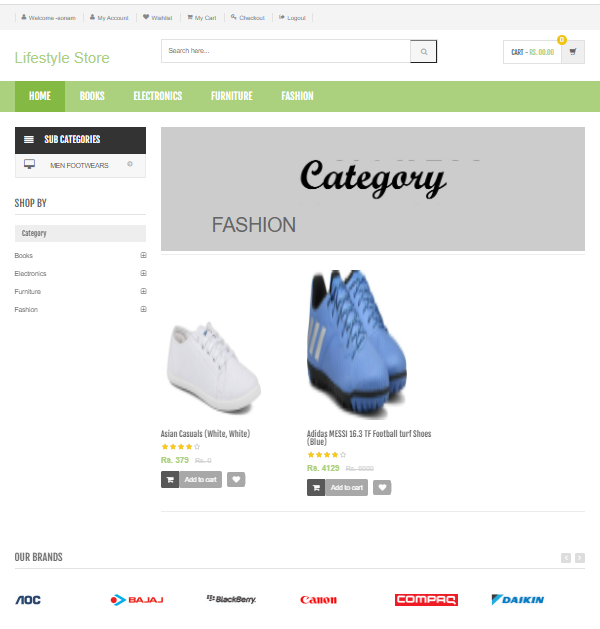 Welcome -sonam My Account Wishlist My Cart Checkout Logout
Lifestyle Store
Search here...
CART - RS. 00.00
0
HOME BOOKS ELECTRONICS FURNITURE FASHION
SUB CATEGORIES
MEN FOOTWEARS
SHOP BY
Category
Books
Electronics
Furniture
Fashion
Category
FASHION
Asian Casuals (White, White)
Rs. 379 Rs. 0
Add to cart
Adidas MESSI 16.3 TF Football turf Shoes
(Blue)
Rs. 4129
Add to cart
OUR BRANDS
AOC BAJAJ BlackBerry. Canon COMPAQ DAIKIN